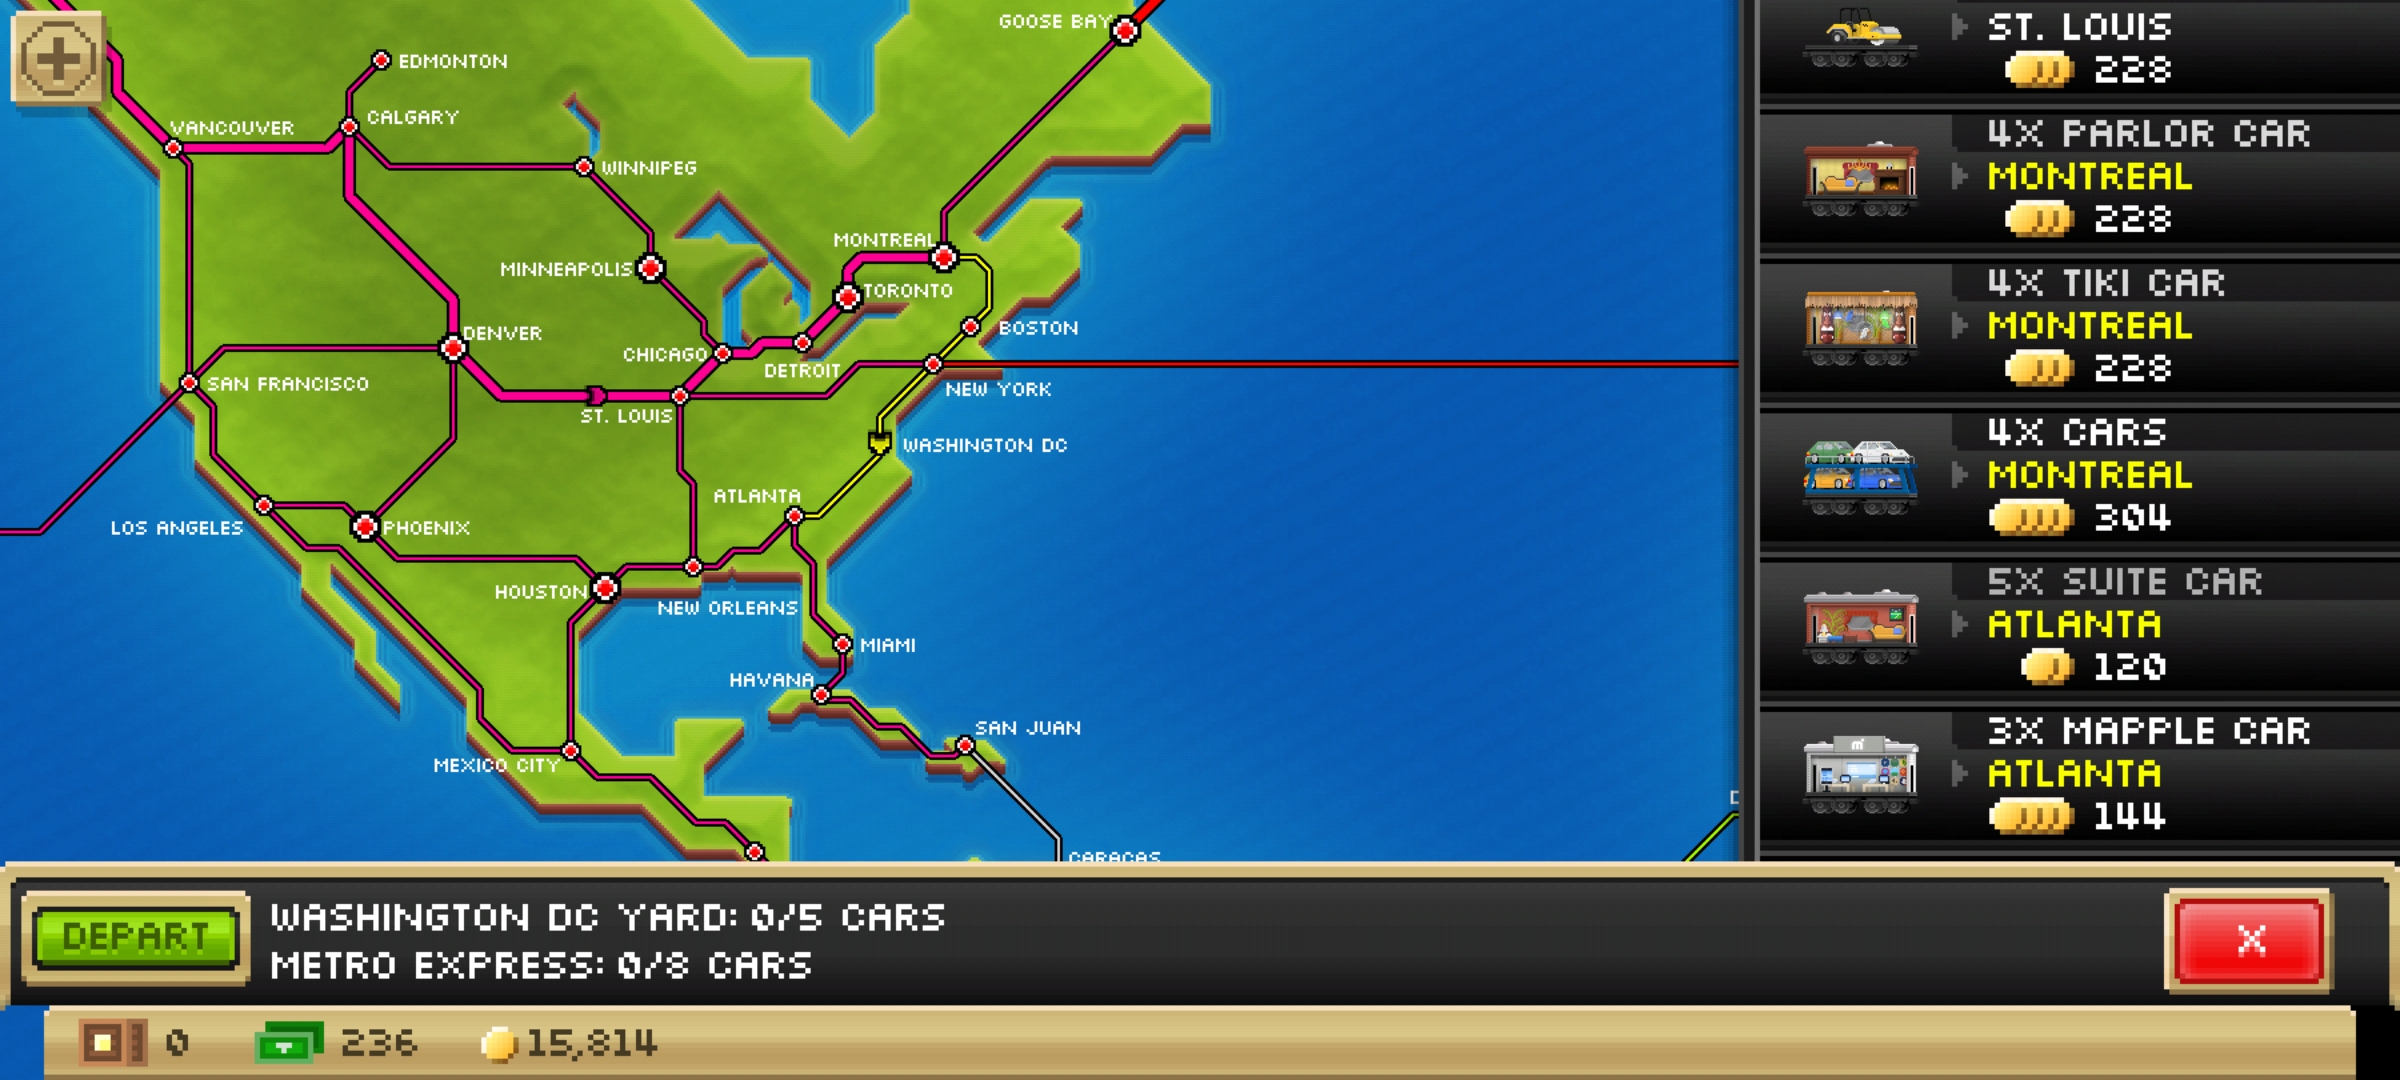 GOOSE BAY
EDMONTON
CALGARY
VANCOUVER
WINNIPEG
MONTREAL
MINNEAPOLIS
TORONTO
BOSTON
DENVER
CHICAGO
DETROIT
SAN FRANCISCO
NEW YORK
ST. LOUIS
WASHINGTON DC
ATLANTA
LOS ANGELES
PHOENIX
HOUSTON
NEW ORLEANS
MIAMI
HAVANA
SAN JUAN
MEXICO CITY
CARACAS
ST. LOUIS
228
4X PARLOR CAR
MONTREAL
228
4X TIKI CAR
MONTREAL
228
4X CARS
MONTREAL
304
5X SUITE CAR
ATLANTA
120
3X MAPPLE CAR
ATLANTA
144
DEPART
WASHINGTON DC YARD: 0/5 CARS
METRO EXPRESS: 0/8 CARS
X
0
236
15,814